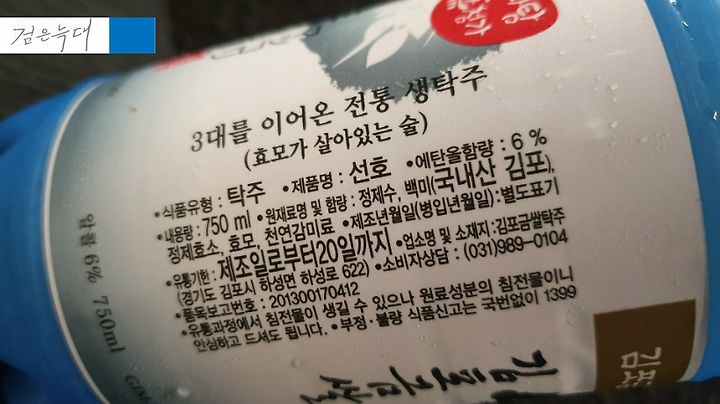 검은늑대
3대를 이어온 전통 생탁주
(효모가 살아있는 술)
•식품유형 : 탁주 •제품명 : 선호 •에탄올함량 : 6 %
•내용량 : 750 ml •원재료명 및 함량 : 정제수, 백미(국내산 김포),
정제효소, 효모, 천연감미료 •제조년월일(병입년월일) : 별도표기
•유통기한 : 제조일로부터20일까지 •업소명 및 소재지 : 김포금쌀탁주
(경기도 김포시 하성면 하성로 622) •소비자상담 : (031)989-0104
•품목보고번호 : 201300170412
•유통과정에서 침전물이 생길 수 있으나 원료성분의 침전물이니
안심하고 드셔도 됩니다. •부정·불량 식품신고는 국번없이 1399
알콜 6% 750ml
김포금쌀